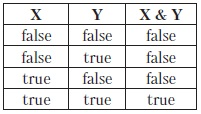 X Y X & Y
false false false
false true false
true false false
true true true